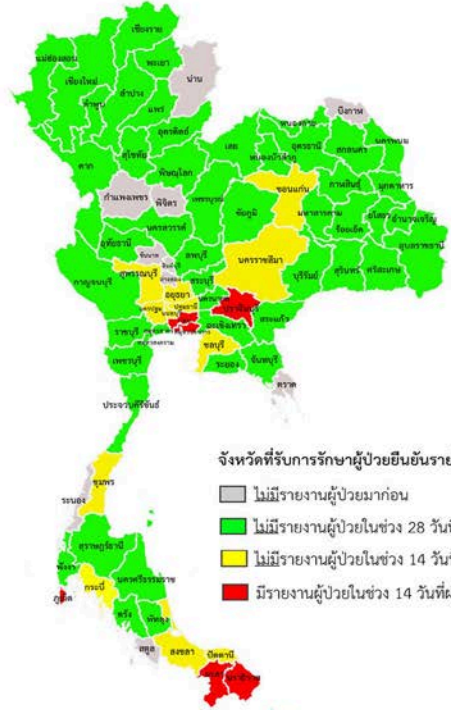 เชียงราย
แม่ฮ่องสอน
เชียงใหม่
พะเยา
น่าน
ลำพูน
ลำปาง
แพร่
อุตรดิตถ์
บึงกาฬ
หนองคาย
เลย
อุดรธานี
สกลนคร
นครพนม
หนองบัวลำภู
ตาก
สุโขทัย
พิษณุโลก
ขอนแก่น
กาฬสินธุ์
มุกดาหาร
กำแพงเพชร
พิจิตร
เพชรบูรณ์
ชัยภูมิ
มหาสารคาม
ร้อยเอ็ด
ยโสธร
อำนาจเจริญ
นครสวรรค์
อุทัยธานี
ชัยนาท
ลพบุรี
นครราชสีมา
บุรีรัมย์
สุรินทร์
ศรีสะเกษ
อุบลราชธานี
กาญจนบุรี
สุพรรณบุรี
สระบุรี
อยุธยา
นครนายก
ปราจีนบุรี
นครปฐม
ปทุมธานี
สระแก้ว
ราชบุรี
ฉะเชิงเทรา
ชลบุรี
เพชรบุรี
ระยอง
จันทบุรี
ตราด
ประจวบคีรีขันธ์
ชุมพร
ระนอง
สุราษฎร์ธานี
พังงา
นครศรีธรรมราช
ภูเก็ต
กระบี่
ตรัง
พัทลุง
สตูล
สงขลา
ปัตตานี
จังหวัดที่รับการรักษาผู้ป่วยยืนยันราย
ไม่มีรายงานผู้ป่วยมาก่อน
ไม่มีรายงานผู้ป่วยในช่วง 28 วันที่
ไม่มีรายงานผู้ป่วยในช่วง 14 วันที่
มีรายงานผู้ป่วยในช่วง 14 วันที่ผ